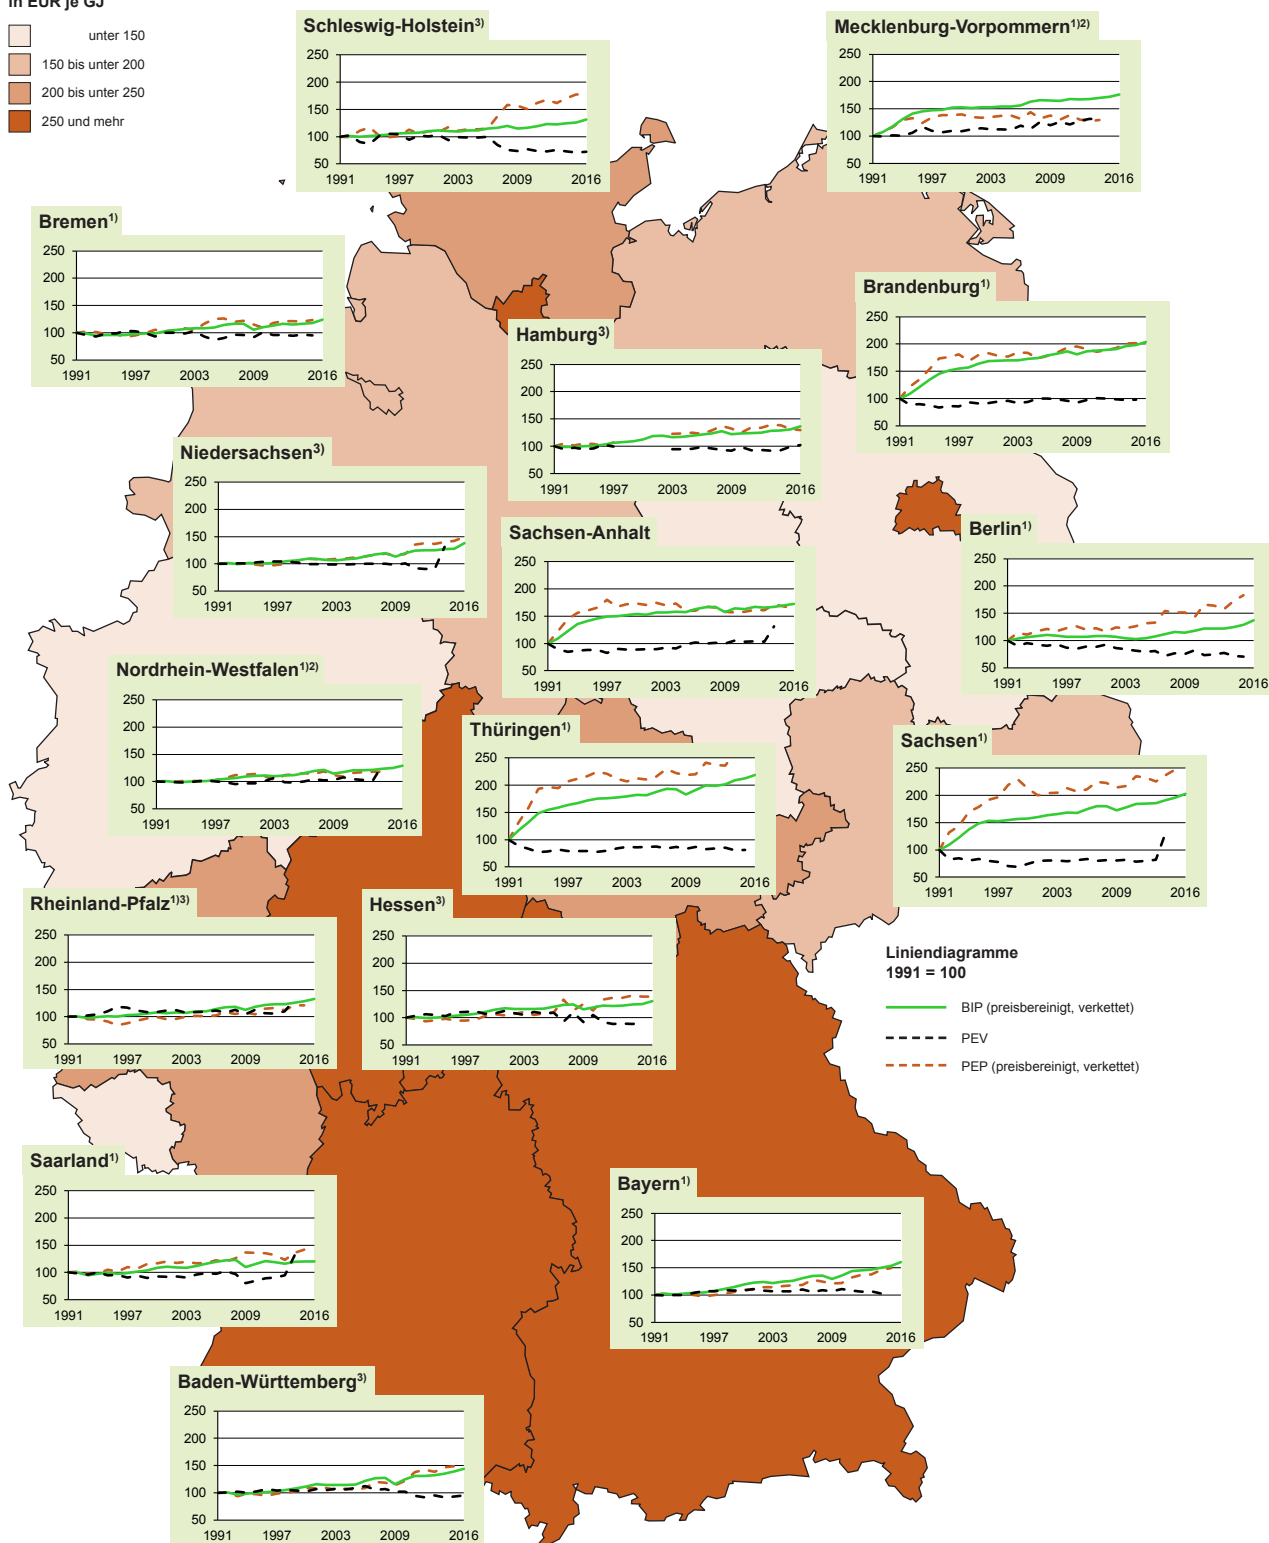 in EUR je GJ
unter 150
150 bis unter 200
200 bis unter 250
250 und mehr
Schleswig-Holstein3)
250
200
150
100
50
1991 1997 2003 2009 2016
Mecklenburg-Vorpommern1)2)
250
200
150
100
50
1991 1997 2003 2009 2016
Bremen1)
250
200
150
100
50
1991 1997 2003 2009 2016
Brandenburg1)
250
200
150
100
50
1991 1997 2003 2009 2016
Hamburg3)
250
200
150
100
50
1991 1997 2003 2009 2016
Niedersachsen3)
250
200
150
100
50
1991 1997 2003 2009 2016
Sachsen-Anhalt
250
200
150
100
50
1991 1997 2003 2009 2016
Berlin1)
250
200
150
100
50
1991 1997 2003 2009 2016
Nordrhein-Westfalen1)2)
250
200
150
100
50
1991 1997 2003 2009 2016
Thüringen1)
250
200
150
100
50
1991 1997 2003 2009 2016
Sachsen1)
250
200
150
100
50
1991 1997 2003 2009 2016
Rheinland-Pfalz1)3)
250
200
150
100
50
1991 1997 2003 2009 2016
Hessen3)
250
200
150
100
50
1991 1997 2003 2009 2016
Liniendiagramme
1991 = 100
BIP (preisbereinigt, verkettet)
PEV
PEP (preisbereinigt, verkettet)
Saarland1)
250
200
150
100
50
1991 1997 2003 2009 2016
Bayern1)
250
200
150
100
50
1991 1997 2003 2009 2016
Baden-Württemberg3)
250
200
150
100
50
1991 1997 2003 2009 2016